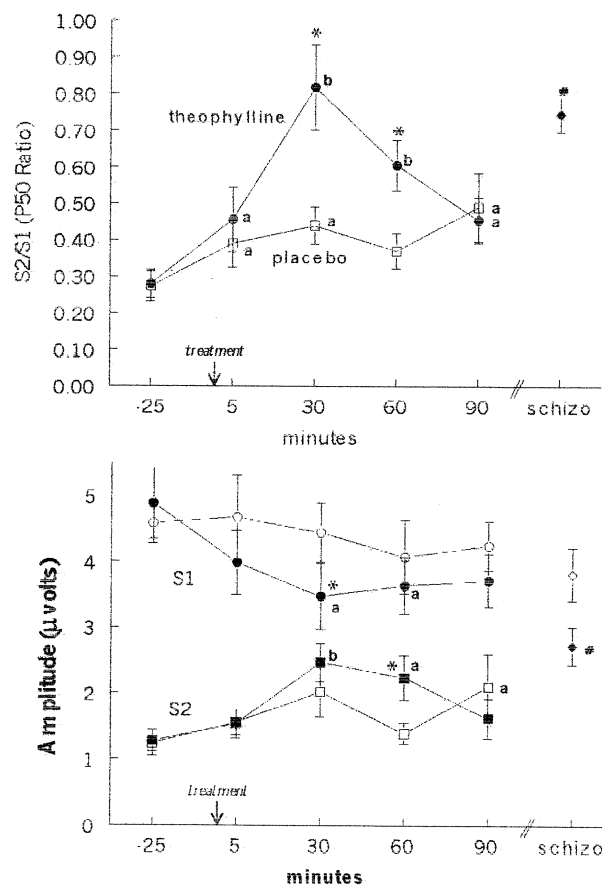 1.00
*
0.90
b
#
0.80
theophylline
*
0.70
b
0.60
a
0.50
a
a
a
0.40
a
placebo
0.30
0.20
0.10
treatment
0.00
S2/S1 (P50 Ratio)
-25 5 30 60 90 // schizo
minutes
5
4
S1
*
a
a
3
#
b
* a
2
S2
a
1
treatment
0
Amplitude (µvolts)
-25 5 30 60 90 // schizo
minutes